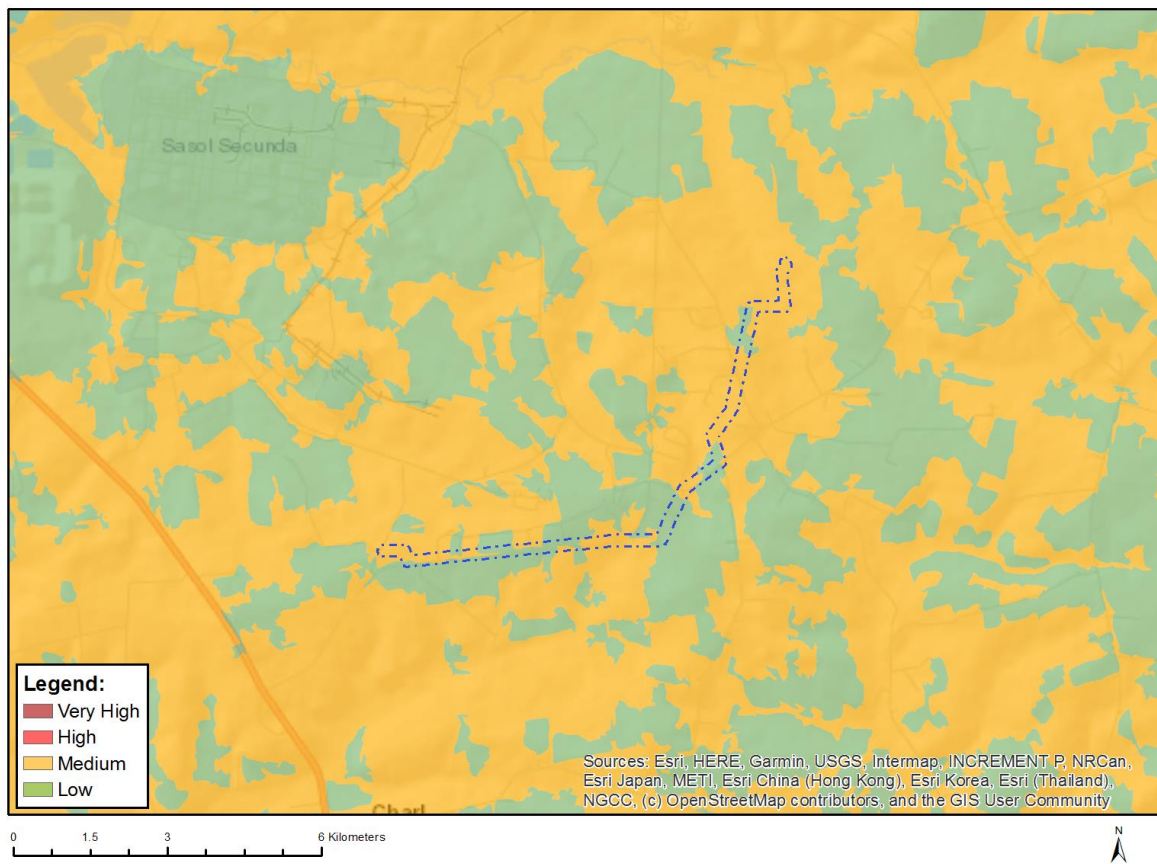 Sasol Secunda
Legend:
Very High
High
Medium
Low
Sources: Esri, HERE, Garmin, USGS, Intermap, INCREMENT P, NRCan,
Esri Japan, METI, Esri China (Hong Kong), Esri Korea, Esri (Thailand),
NGCC, (c) OpenStreetMap contributors, and the GIS User Community
Charl
0 1.5 3 6 Kilometers
N